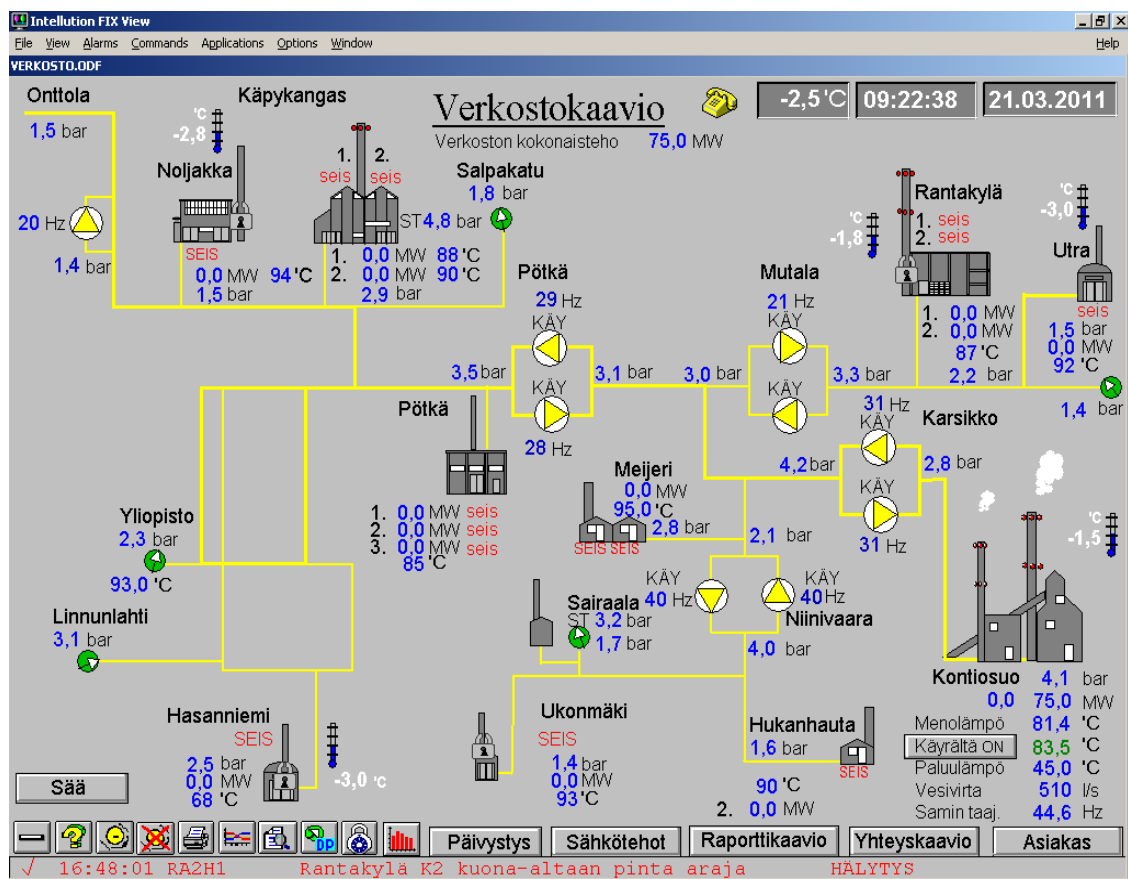 Intellution FIX View
File View Alarms Commands Applications Options Window Help
VERKOSTO.ODF
Onttola
1,5 bar
20 Hz
1,4 bar
'C
-2,8
Noljakka
SEIS
0,0 MW 94 'C
1,5 bar
Käpykangas
1. 2.
seis seis
ST 4,8 bar
1. 0,0 MW 88 'C
2. 0,0 MW 90 'C
2,9 bar
Verkostokaavio
Verkoston kokonaisteho 75,0 MW
-2,5 'C 09:22:38 21.03.2011
Salpakatu
1,8 bar
Pötkä
29 Hz
KÄY
3,5 bar
3,1 bar
KÄY
28 Hz
Mutala
21 Hz
KÄY
3,0 bar
3,3 bar
'C
-1,8
Rantakylä
1. seis
2. seis
1. 0,0 MW
2. 0,0 MW
87 'C
2,2 bar
'C
-3,0
Utra
seis
1,5 bar
0,0 MW
92 'C
1,4 bar
Pötkä
1. 0,0 MW seis
2. 0,0 MW seis
3. 0,0 MW seis
85 'C
31 Hz
KÄY
Karsikko
4,2 bar
2,8 bar
KÄY
31 Hz
Meijeri
0,0 MW
95,0 'C
2,8 bar
SEIS SEIS
2,1 bar
KÄY
40 Hz
KÄY
40 Hz
Niinivaara
4,0 bar
Yliopisto
2,3 bar
93,0 'C
Linnunlahti
3,1 bar
Sairaala
ST 3,2 bar
1,7 bar
'C
-1,5
Kontiosuo 4,1 bar
0,0 75,0 MW
Menolämpö 81,4 'C
Käyrältä ON 83,5 'C
Paluulämpö 45,0 'C
Vesivirta 510 l/s
Samin taaj. 44,6 Hz
Hasanniemi
SEIS
2,5 bar
0,0 MW
68 'C
-3,0 'C
Ukonmäki
SEIS
1,4 bar
0,0 MW
93 'C
Hukanhauta
1,6 bar
SEIS
90 'C
2. 0,0 MW
Sää
DP
Päivystys Sähkötehot Raporttikaavio Yhteyskaavio Asiakas
√ 16:48:01 RA2H1 Rantakylä K2 kuona-altaan pinta araja HÄLYTYS